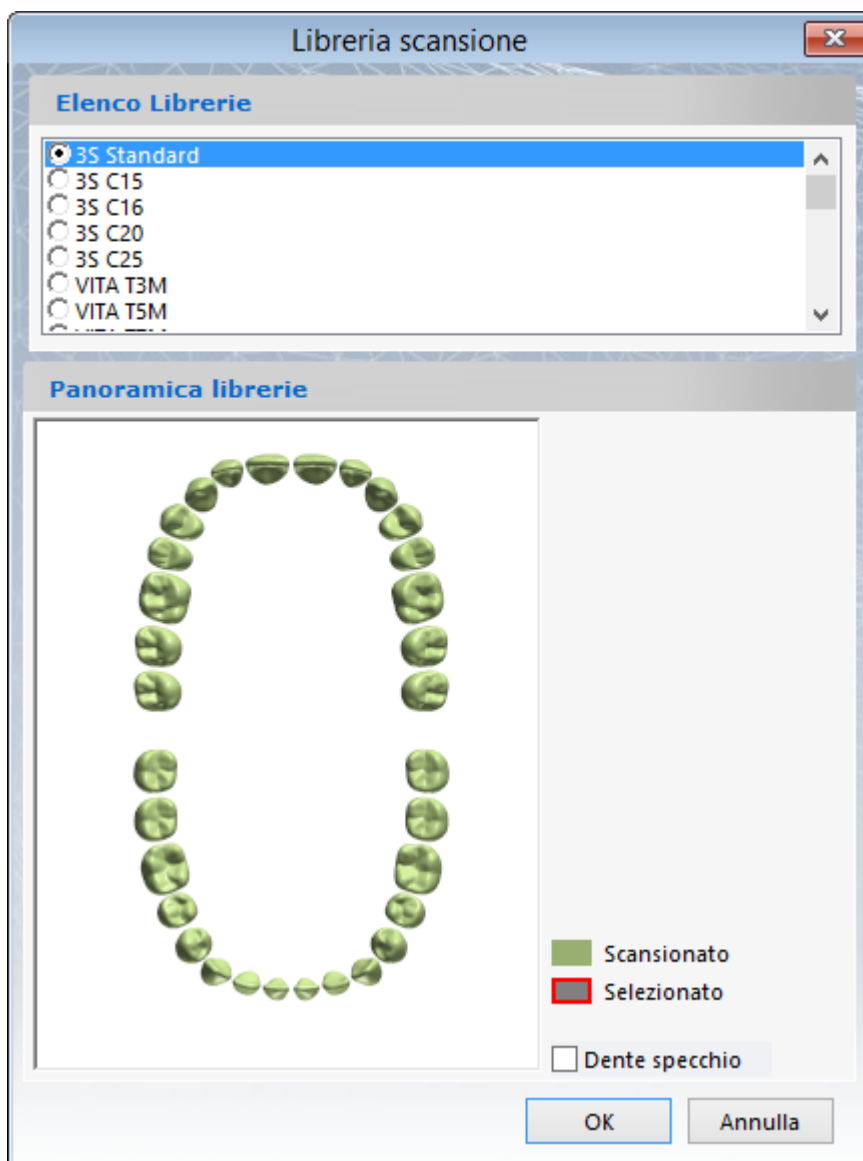 Libreria scansione
Elenco Librerie
3S Standard
3S C15
3S C16
3S C20
3S C25
VITA T3M
VITA T5M
Panoramica librerie
Scansionato
Selezionato
Dente specchio
OK
Annulla